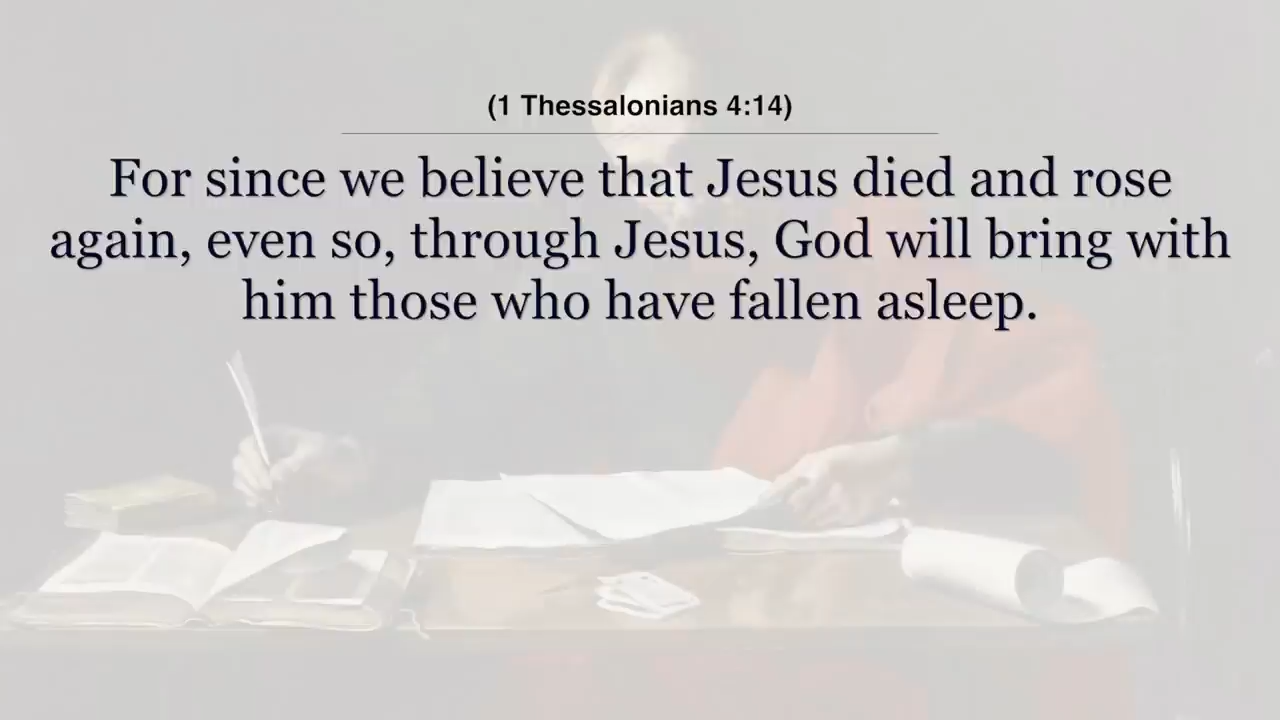 (1 Thessalonians 4:14)
For since we believe that Jesus died and rose
again, even so, through Jesus, God will bring with
him those who have fallen asleep.